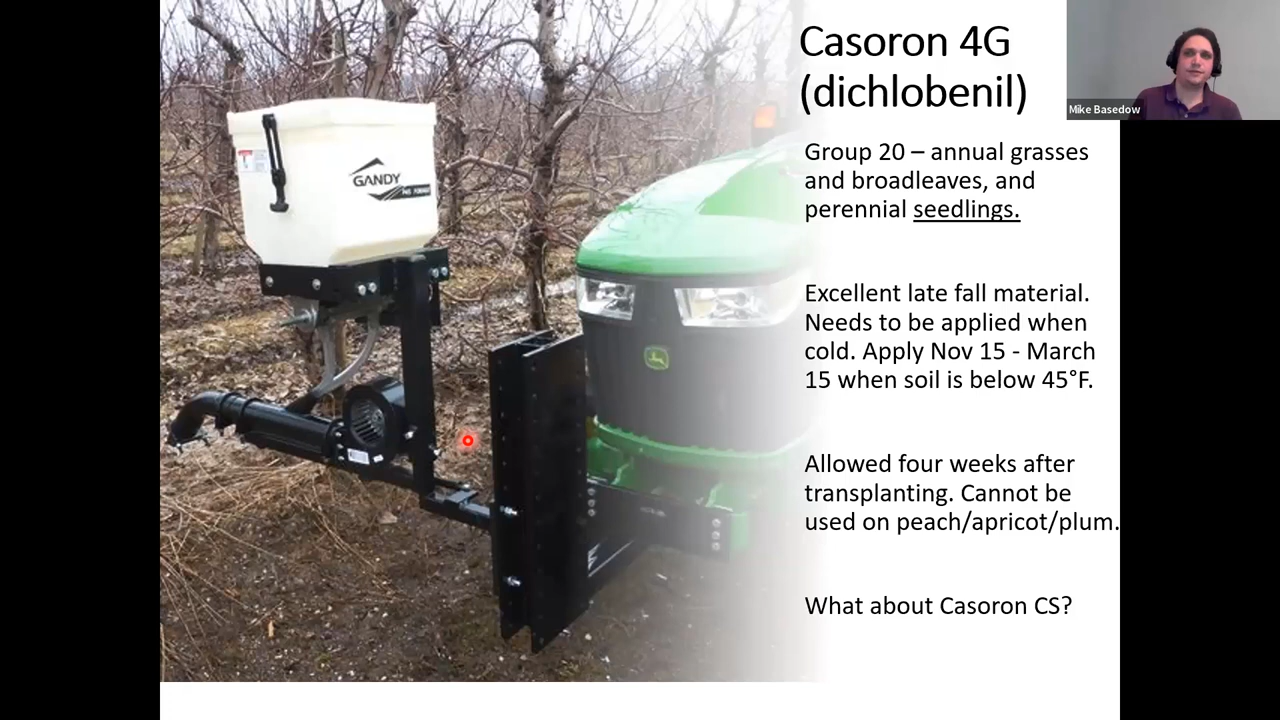 Casoron 4G
(dichlobenil)
Mike Basedow
Group 20 – annual grasses
and broadleaves, and
perennial seedlings.
Excellent late fall material.
Needs to be applied when
cold. Apply Nov 15 - March
15 when soil is below 45°F.
Allowed four weeks after
transplanting. Cannot be
used on peach/apricot/plum.
What about Casoron CS?
GANDY